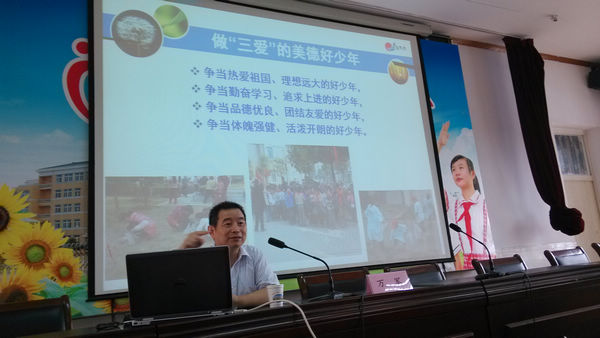 做“三爱”的美德好少年
❖ 争当热爱祖国、理想远大的好少年，
❖ 争当勤奋学习、追求上进的好少年，
❖ 争当品德优良、团结友爱的好少年，
❖ 争当体魄强健、活泼开朗的好少年，
万